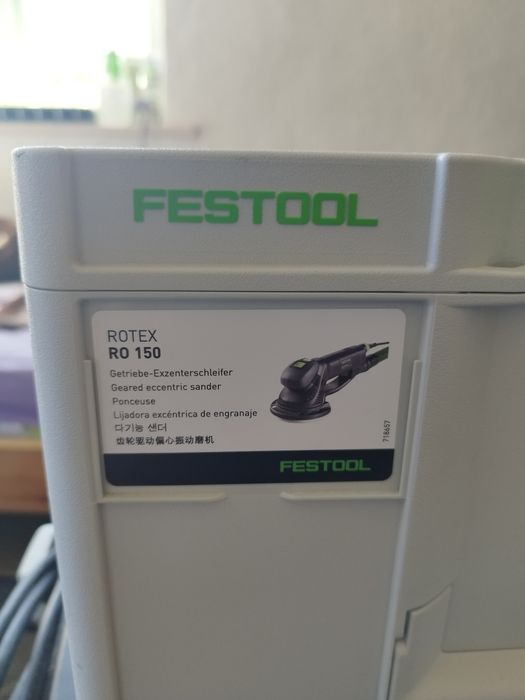 FESTOOL
ROTEX
RO 150
Getriebe-Exzenterschleifer
Geared eccentric sander
Ponceuse
Lijadora excéntrica de engranaje
다기능 샌더
齿轮驱动偏心振动磨机
718657
FESTOOL